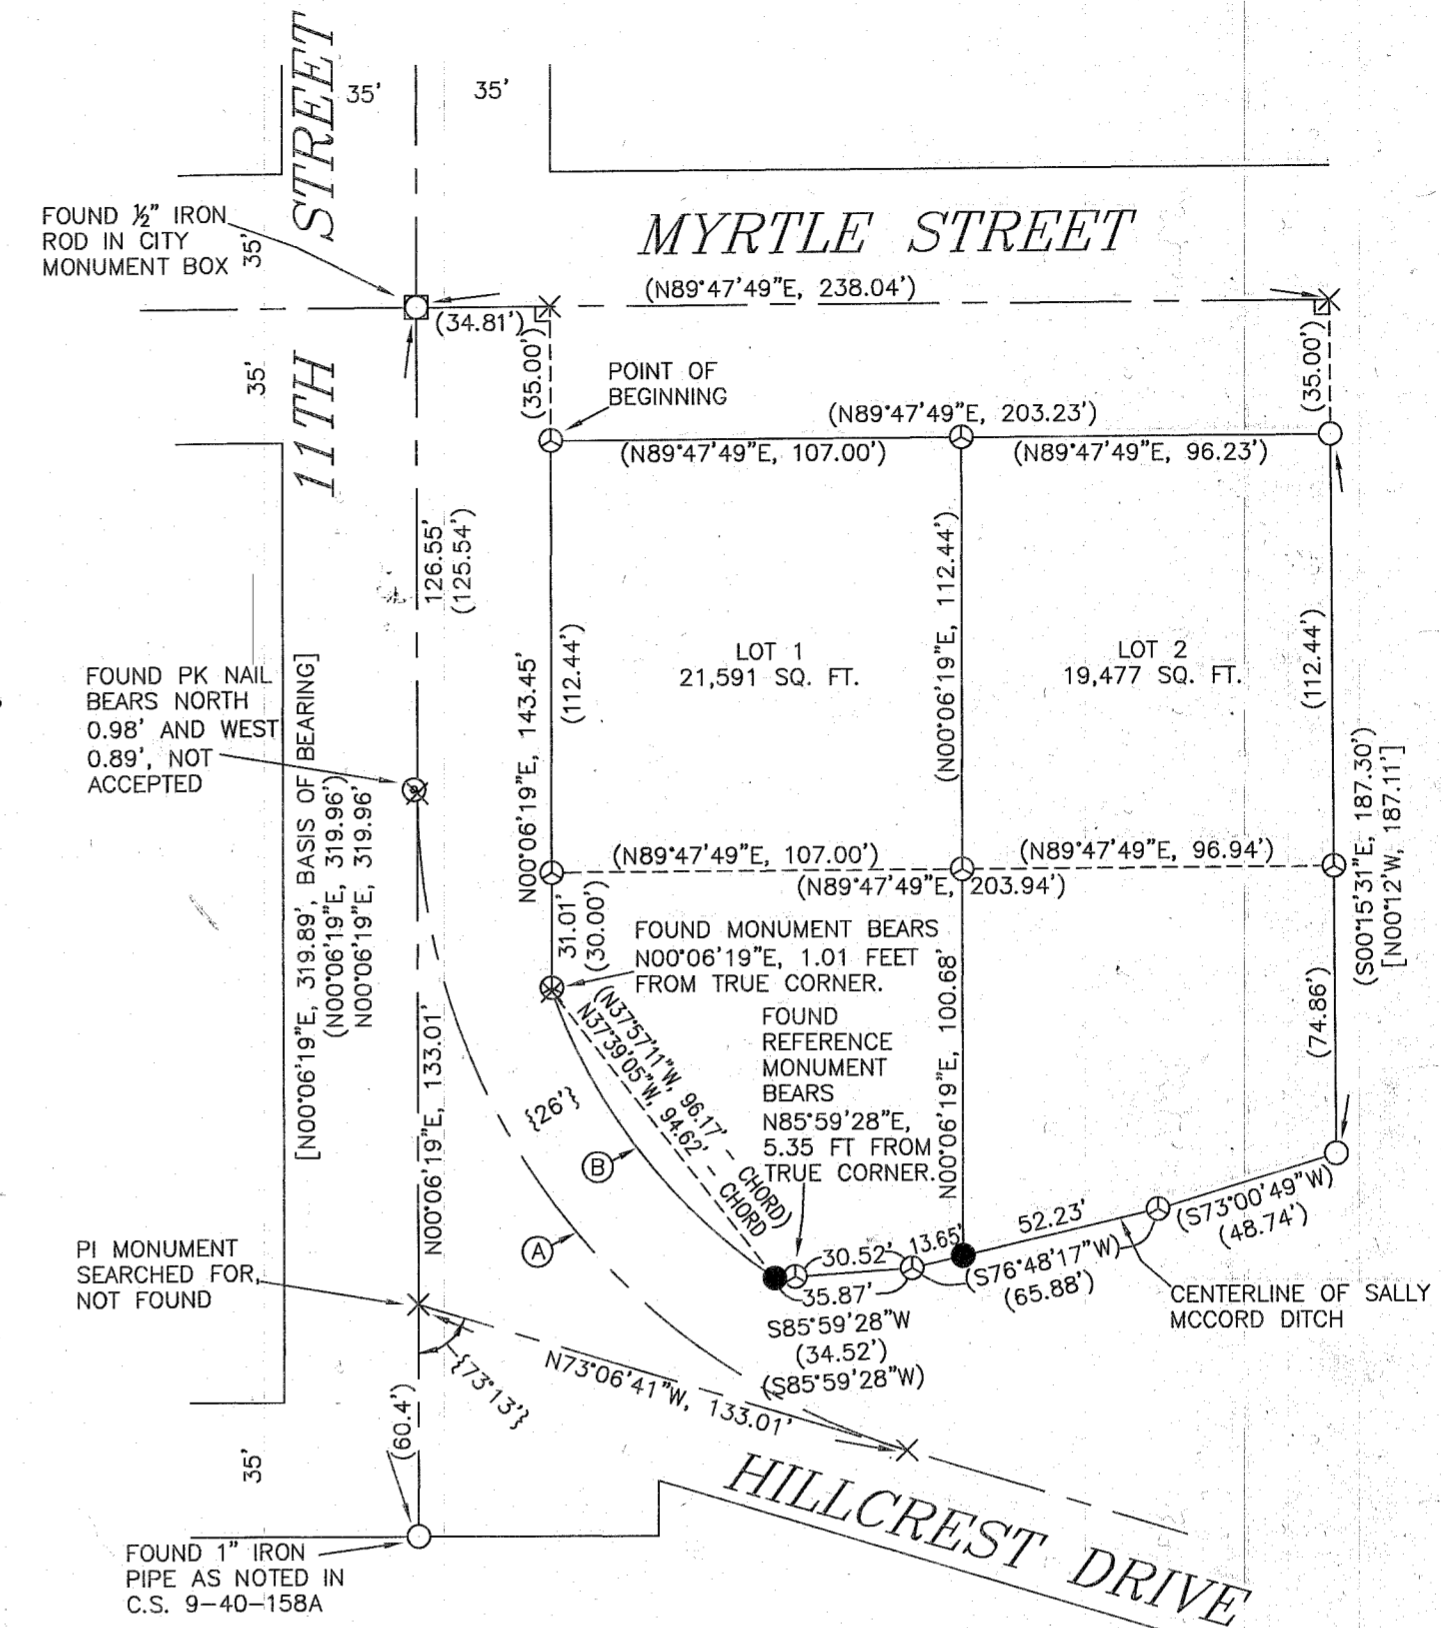 35'
35'
11TH STREET
FOUND ½" IRON
ROD IN CITY
MONUMENT BOX
35'
35'
MYRTLE STREET
(N89°47'49"E, 238.04')
(34.81')
(35.00')
(35.00')
POINT OF
BEGINNING
(N89°47'49"E, 203.23')
(N89°47'49"E, 107.00')
(N89°47'49"E, 96.23')
126.55'
(125.54')
N00°06'19"E, 143.45'
(112.44')
(N00°06'19"E, 112.44')
(112.44')
LOT 1
21,591 SQ. FT.
LOT 2
19,477 SQ. FT.
FOUND PK NAIL
BEARS NORTH
0.98' AND WEST
0.89', NOT
ACCEPTED
[N00°06'19"E, 319.89', BASIS OF BEARING]
(N00°06'19"E, 319.96')
N00°06'19"E, 319.96'
(S00°15'31"E, 187.30')
[N00°12'W, 187.11']
(N89°47'49"E, 107.00')
(N89°47'49"E, 96.94')
(N89°47'49"E, 203.94')
31.01'
(30.00')
FOUND MONUMENT BEARS
N00°06'19"E, 1.01 FEET
FROM TRUE CORNER.
(N37°57'11"W, 96.17' - CHORD)
N37°39'05"W, 94.62' - CHORD
FOUND
REFERENCE
MONUMENT
BEARS
N85°59'28"E,
5.35 FT FROM
TRUE CORNER.
N00°06'19"E, 100.68'
(74.86')
N00°06'19"E, 133.01'
{26'}
B
A
30.52'
13.65'
52.23'
(S73°00'49"W)
(48.74')
(S76°48'17"W)
(65.88')
35.87'
S85°59'28"W
(34.52')
(S85°59'28"W)
CENTERLINE OF SALLY
MCCORD DITCH
PI MONUMENT
SEARCHED FOR,
NOT FOUND
N73°06'41"W, 133.01'
{73°13'}
(60.4')
35'
HILLCREST DRIVE
FOUND 1" IRON
PIPE AS NOTED IN
C.S. 9-40-158A